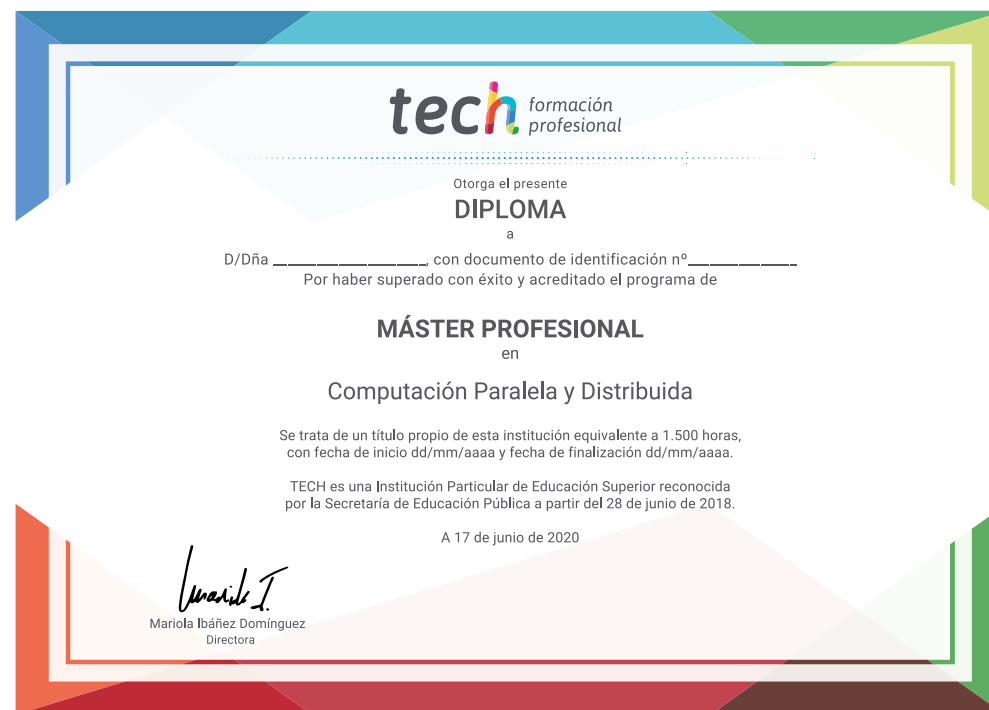 tech formación
profesional
Otorga el presente
DIPLOMA
a
D/Dña ____________________, con documento de identificación nº______________
Por haber superado con éxito y acreditado el programa de
MÁSTER PROFESIONAL
en
Computación Paralela y Distribuida
Se trata de un título propio de esta institución equivalente a 1.500 horas,
con fecha de inicio dd/mm/aaaa y fecha de finalización dd/mm/aaaa.
TECH es una Institución Particular de Educación Superior reconocida
por la Secretaría de Educación Pública a partir del 28 de junio de 2018.
A 17 de junio de 2020
Mariola Ibáñez Domínguez
Directora